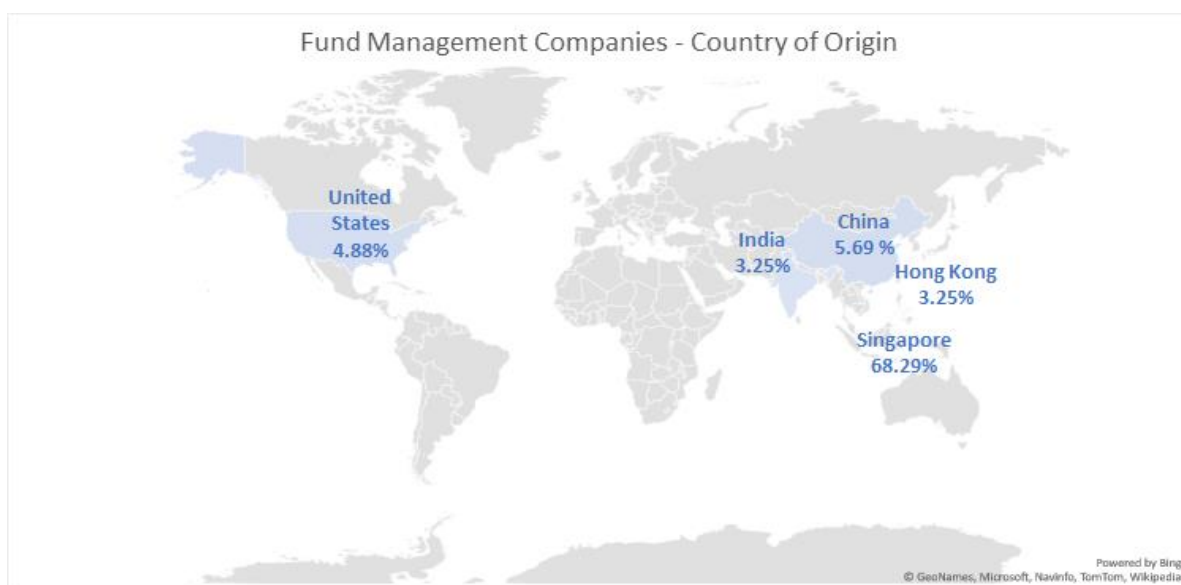 Fund Management Companies - Country of Origin
United
States
4.88%
India
3.25%
China
5.69 %
Hong Kong
3.25%
Singapore
68.29%
Powered by Bing
© GeoNames, Microsoft, Navinfo, TomTom, Wikipedia